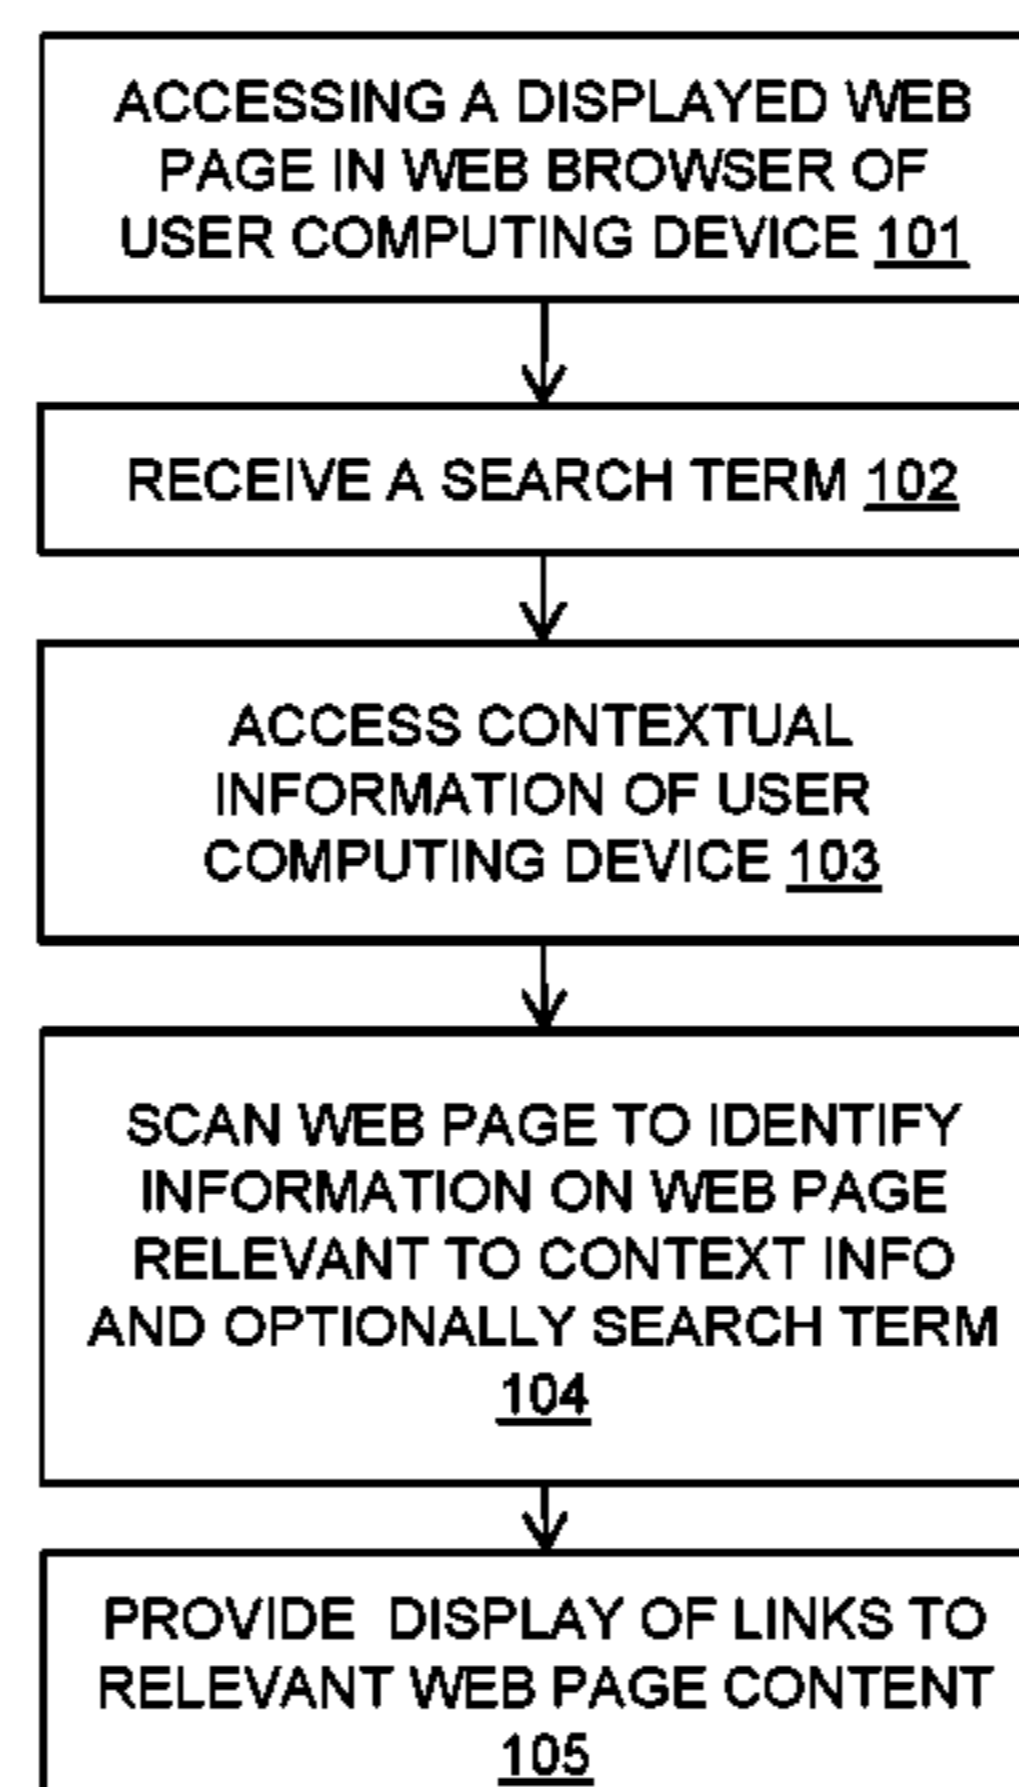 ACCESSING A DISPLAYED WEB
PAGE IN WEB BROWSER OF
USER COMPUTING DEVICE 101
RECEIVE A SEARCH TERM 102
ACCESS CONTEXTUAL
INFORMATION OF USER
COMPUTING DEVICE 103
SCAN WEB PAGE TO IDENTIFY
INFORMATION ON WEB PAGE
RELEVANT TO CONTEXT INFO
AND OPTIONALLY SEARCH TERM
104
PROVIDE DISPLAY OF LINKS TO
RELEVANT WEB PAGE CONTENT
105